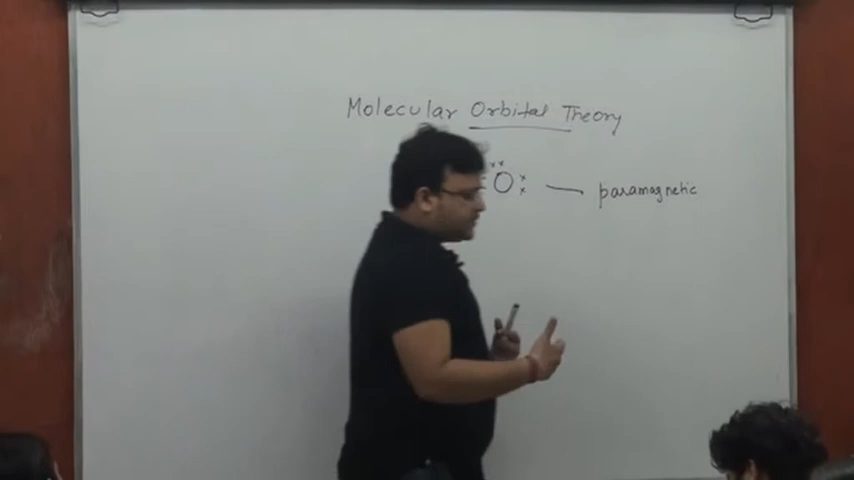 Molecular Orbital Theory
O — paramagnetic